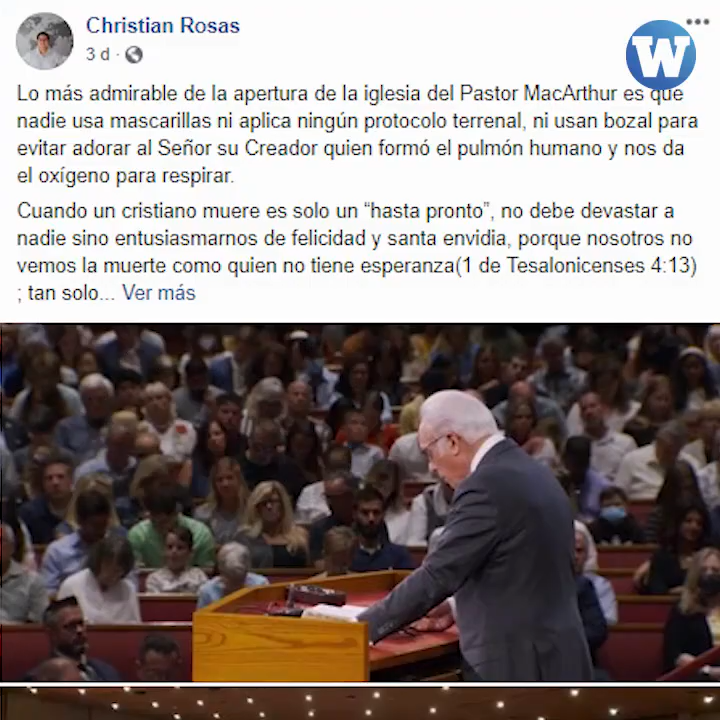 Christian Rosas
3 d ·
W
Lo más admirable de la apertura de la iglesia del Pastor MacArthur es que
nadie usa mascarillas ni aplica ningún protocolo terrenal, ni usan bozal para
evitar adorar al Señor su Creador quien formó el pulmón humano y nos da
el oxígeno para respirar.
Cuando un cristiano muere es solo un “hasta pronto”, no debe devastar a
nadie sino entusiasmarnos de felicidad y santa envidia, porque nosotros no
vemos la muerte como quien no tiene esperanza(1 de Tesalonicenses 4:13)
; tan solo... Ver más